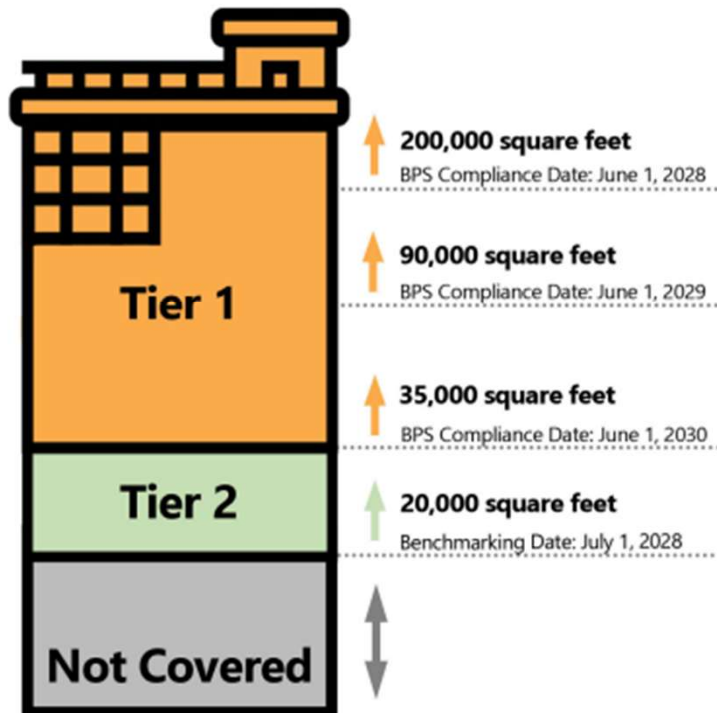 200,000 square feet
BPS Compliance Date: June 1, 2028
90,000 square feet
BPS Compliance Date: June 1, 2029
Tier 1
35,000 square feet
BPS Compliance Date: June 1, 2030
Tier 2
20,000 square feet
Benchmarking Date: July 1, 2028
Not Covered